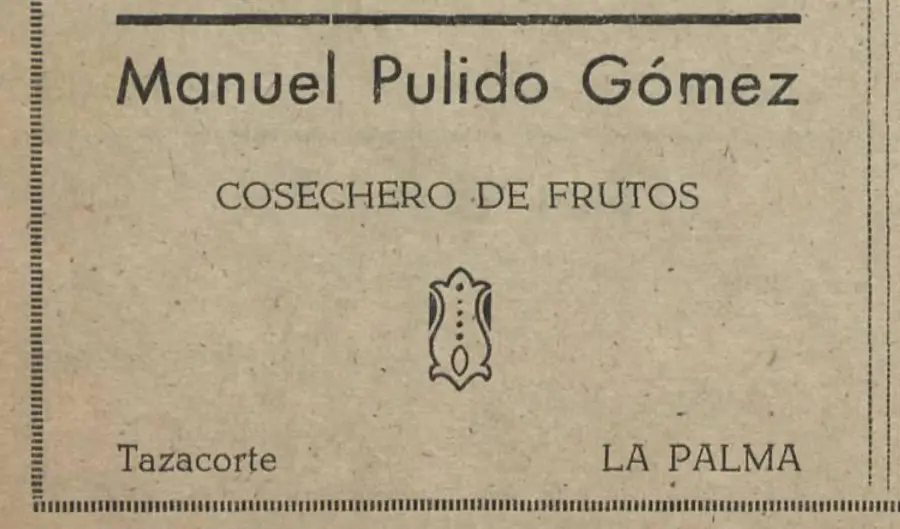 Manuel Pulido Gómez
COSECHERO DE FRUTOS
Tazacorte LA PALMA